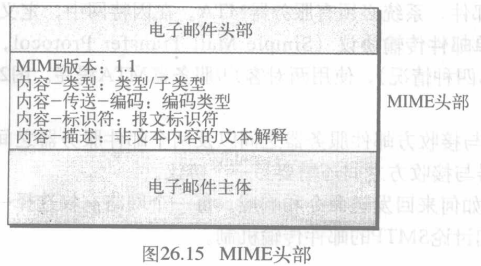 电子邮件头部
MIME版本：1.1
内容-类型：类型/子类型
内容-传送-编码：编码类型
内容-标识符：报文标识符
内容-描述：非文本内容的文本解释
MIME头部
电子邮件主体
图26.15 MIME头部